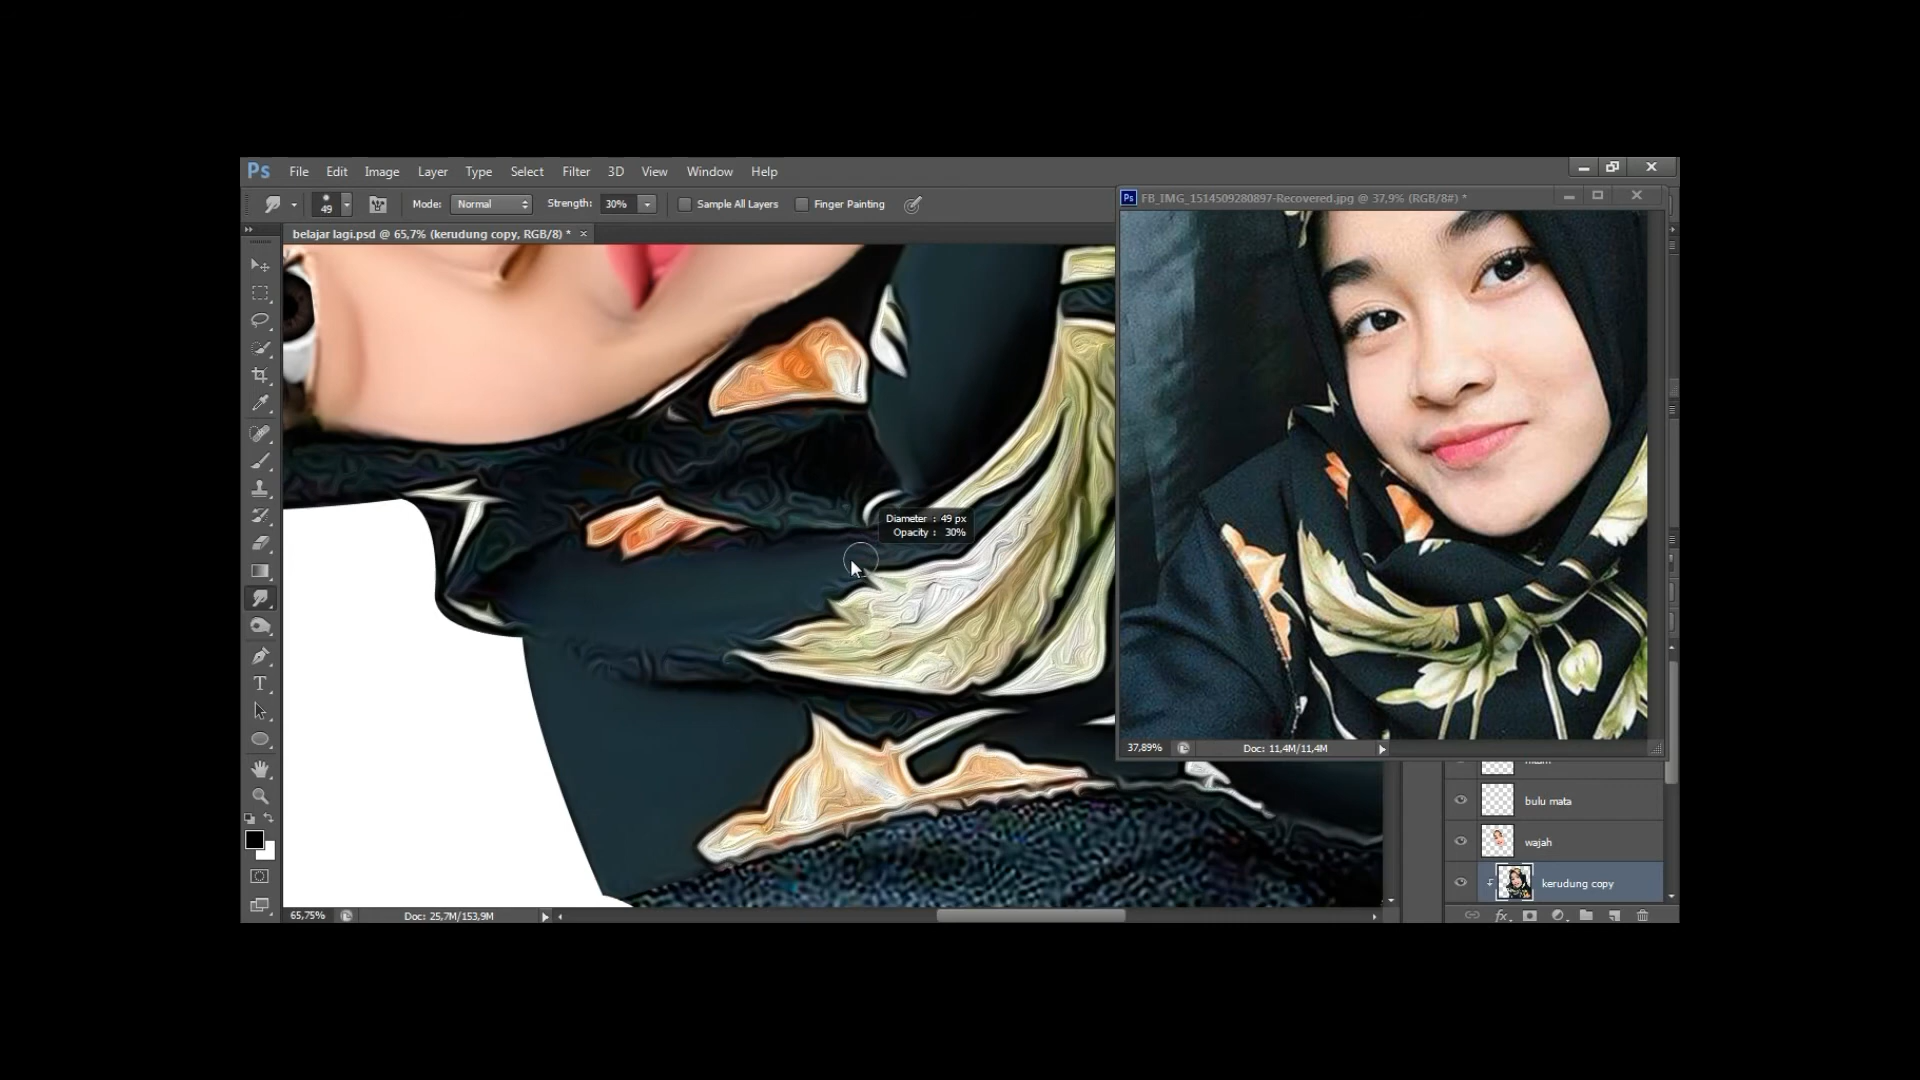 Ps File Edit Image Layer Type Select Filter 3D View Window Help
49 Mode: Normal Strength: 30% Sample All Layers Finger Painting
Ps FB_IMG_1514509280897-Recovered.jpg @ 37,9% (RGB/8#) *
belajar lagi.psd @ 65,7% (kerudung copy, RGB/8) * ×
Diameter : 49 px
Opacity : 30%
T
37,89% Doc: 11,4M/11,4M
bulu mata
wajah
kerudung copy
65,75% Doc: 25,7M/153,9M
fx